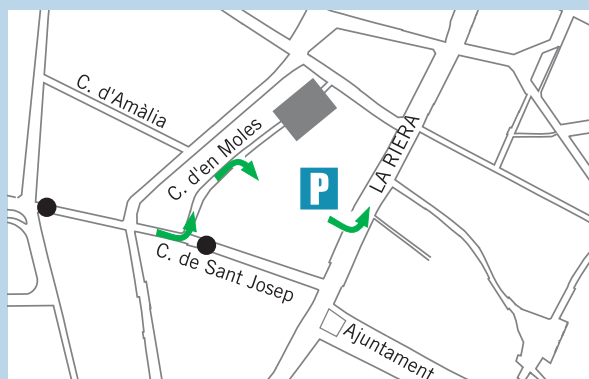 C. d'Amàlia
C. d'en Moles
LA RIERA
P
C. de Sant Josep
Ajuntament